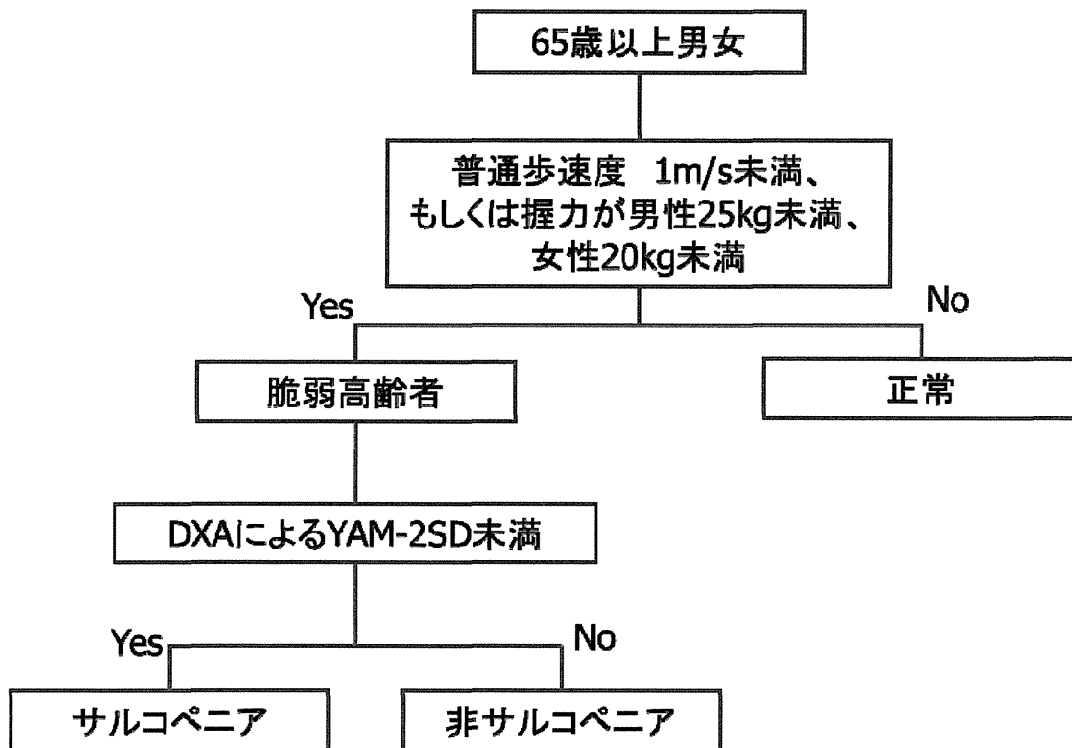 65歳以上男女
普通歩速度 1m/s未満、
もしくは握力が男性25kg未満、
女性20kg未満
Yes
No
脆弱高齢者
正常
DXAによるYAM-2SD未満
Yes
No
サルコペニア
非サルコペニア